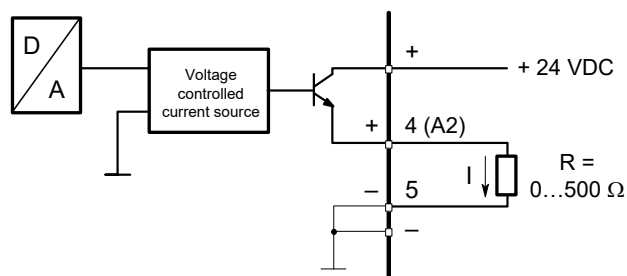 D
A
Voltage
controlled
current source
+
+ 24 VDC
+
4 (A2)
I
R =
0...500 Ω
–
5
–